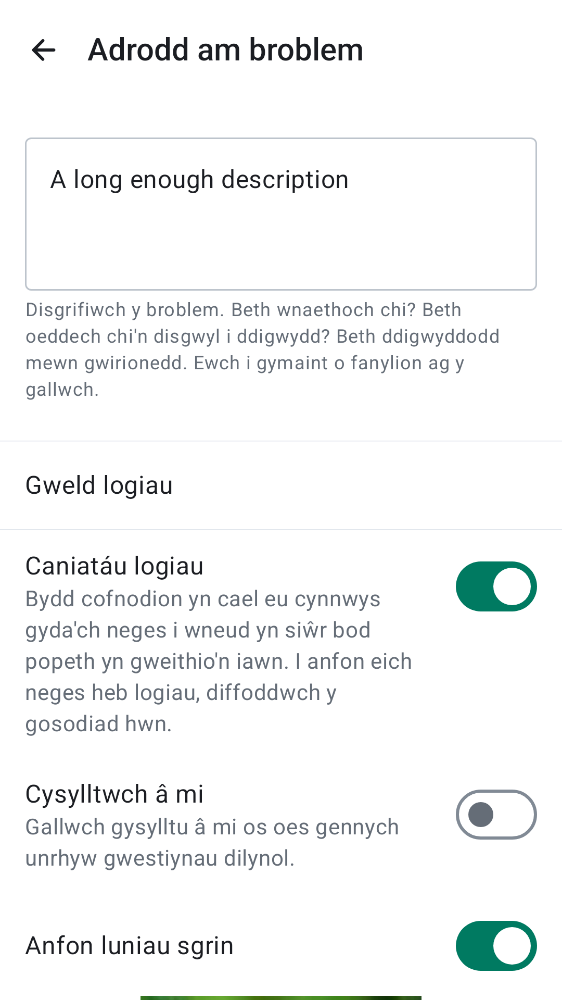 Adrodd am broblem
A long enough description
Disgrifiwch y broblem. Beth wnaethoch chi? Beth
oeddech chi'n disgwyl i ddigwydd? Beth ddigwyddodd
mewn gwirionedd. Ewch i gymaint o fanylion ag y
gallwch.
Gweld logiau
Caniatáu logiau
Bydd cofnodion yn cael eu cynnwys
gyda'ch neges i wneud yn siŵr bod
popeth yn gweithio'n iawn. I anfon eich
neges heb logiau, diffoddwch y
gosodiad hwn.
Cysylltwch â mi
Gallwch gysylltu â mi os oes gennych
unrhyw gwestiynau dilynol.
Anfon luniau sgrin